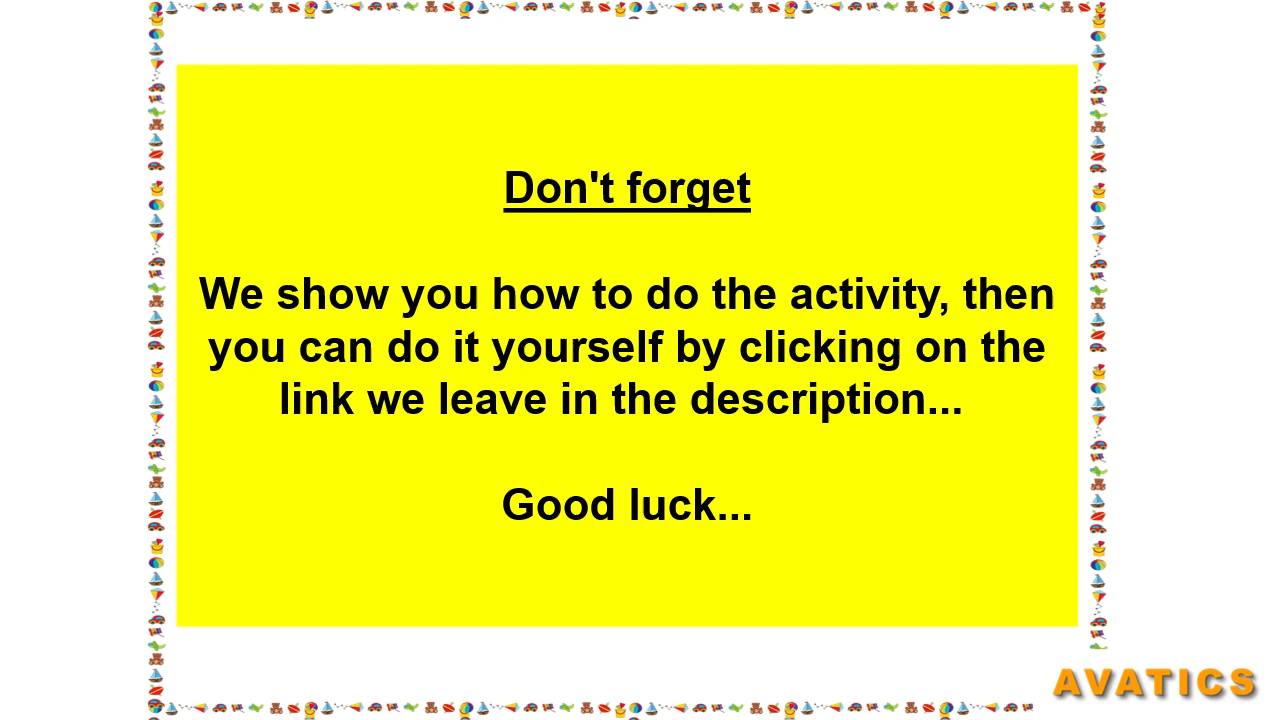 Don't forget
We show you how to do the activity, then
you can do it yourself by clicking on the
link we leave in the description...
Good luck...
AVATICS